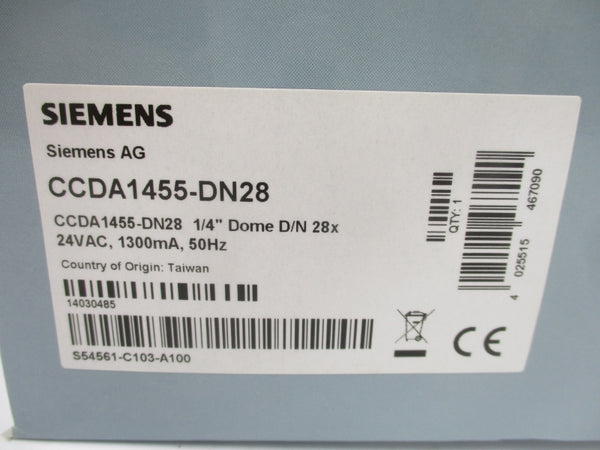 SIEMENS
Siemens AG
CCDA1455-DN28
CCDA1455-DN28 1/4" Dome D/N 28x
24VAC, 1300mA, 50Hz
Country of Origin: Taiwan
14030485
S54561-C103-A100
QTY: 1
4 025515 467090
CE